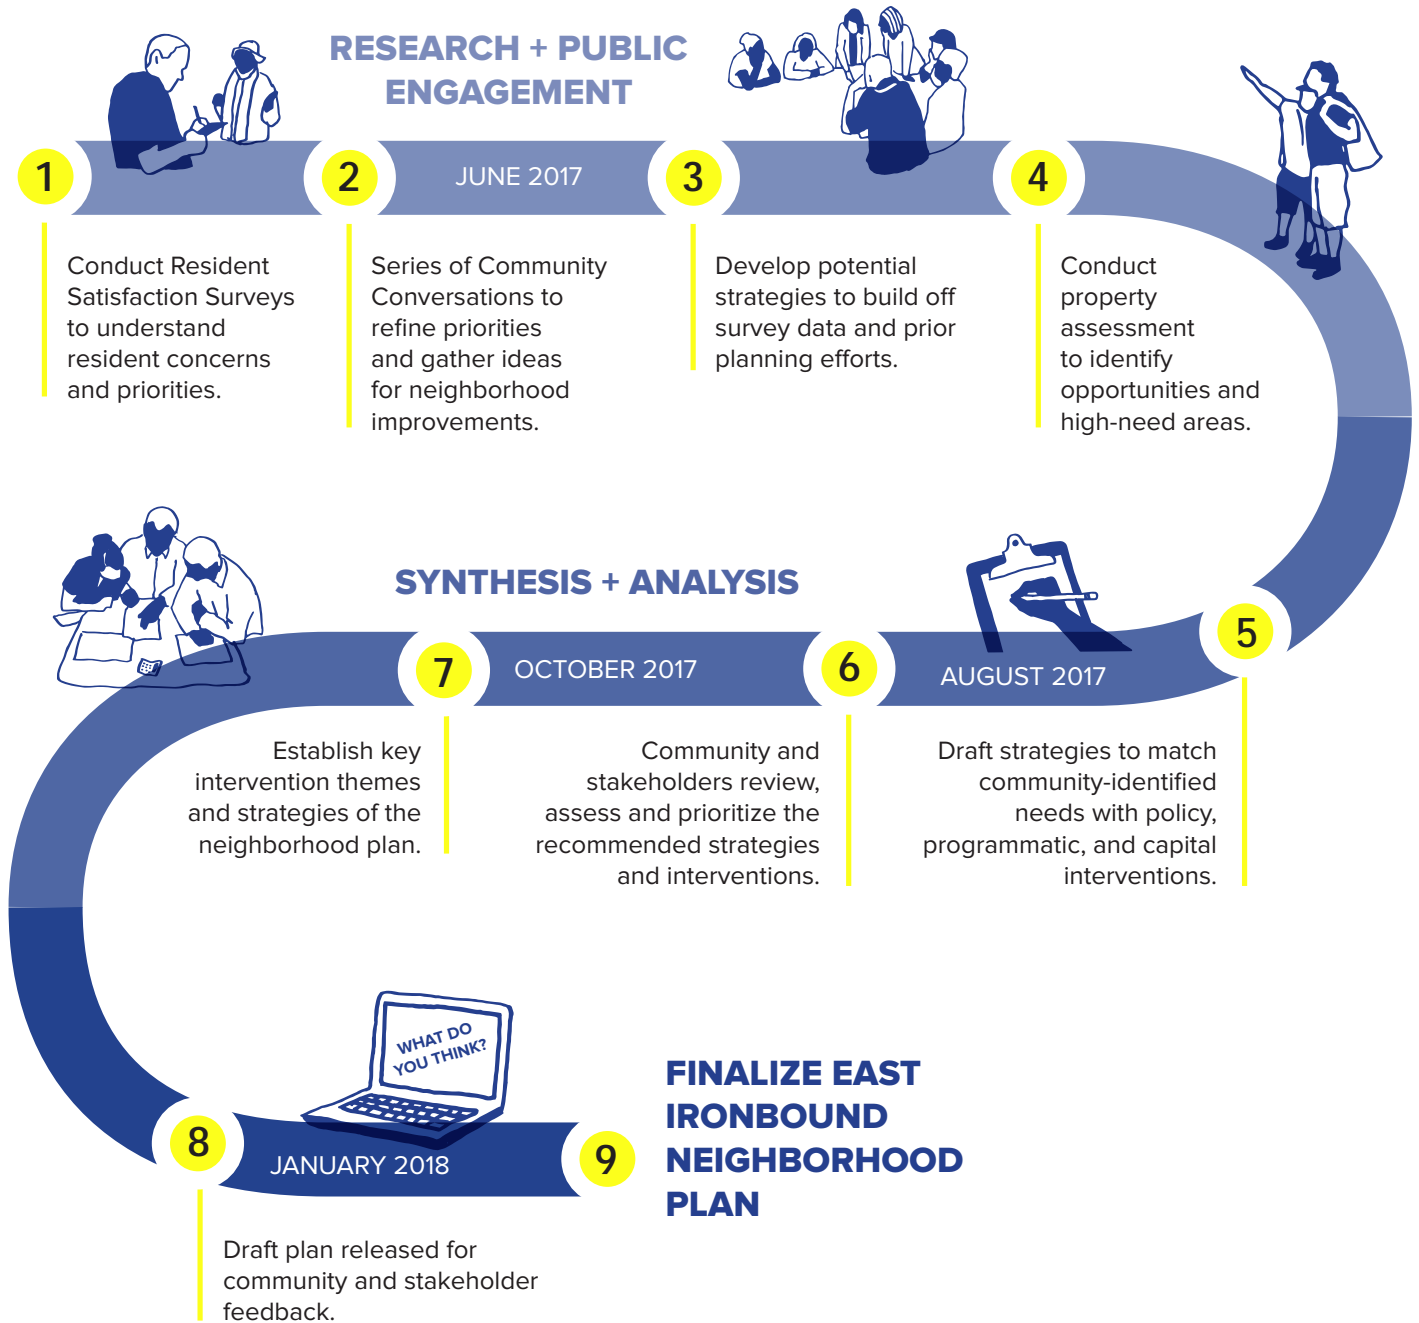 RESEARCH + PUBLIC
ENGAGEMENT
1
2
JUNE 2017
3
4
Conduct Resident
Satisfaction Surveys
to understand
resident concerns
and priorities.
Series of Community
Conversations to
refine priorities
and gather ideas
for neighborhood
improvements.
Develop potential
strategies to build off
survey data and prior
planning efforts.
Conduct
property
assessment
to identify
opportunities and
high-need areas.
SYNTHESIS + ANALYSIS
5
AUGUST 2017
6
OCTOBER 2017
7
Draft strategies to match
community-identified
needs with policy,
programmatic, and capital
interventions.
Community and
stakeholders review,
assess and prioritize the
recommended strategies
and interventions.
Establish key
intervention themes
and strategies of the
neighborhood plan.
WHAT DO
YOU THINK?
8
JANUARY 2018
9
FINALIZE EAST
IRONBOUND
NEIGHBORHOOD
PLAN
Draft plan released for
community and stakeholder
feedback.